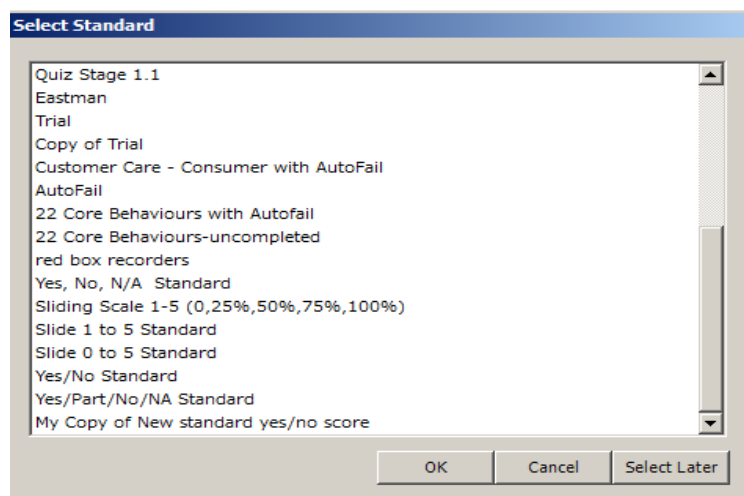 Select Standard
Quiz Stage 1.1
Eastman
Trial
Copy of Trial
Customer Care - Consumer with AutoFail
AutoFail
22 Core Behaviours with Autofail
22 Core Behaviours-uncompleted
red box recorders
Yes, No, N/A  Standard
Sliding Scale 1-5 (0,25%,50%,75%,100%)
Slide 1 to 5 Standard
Slide 0 to 5 Standard
Yes/No Standard
Yes/Part/No/NA Standard
My Copy of New standard yes/no score
OK Cancel Select Later